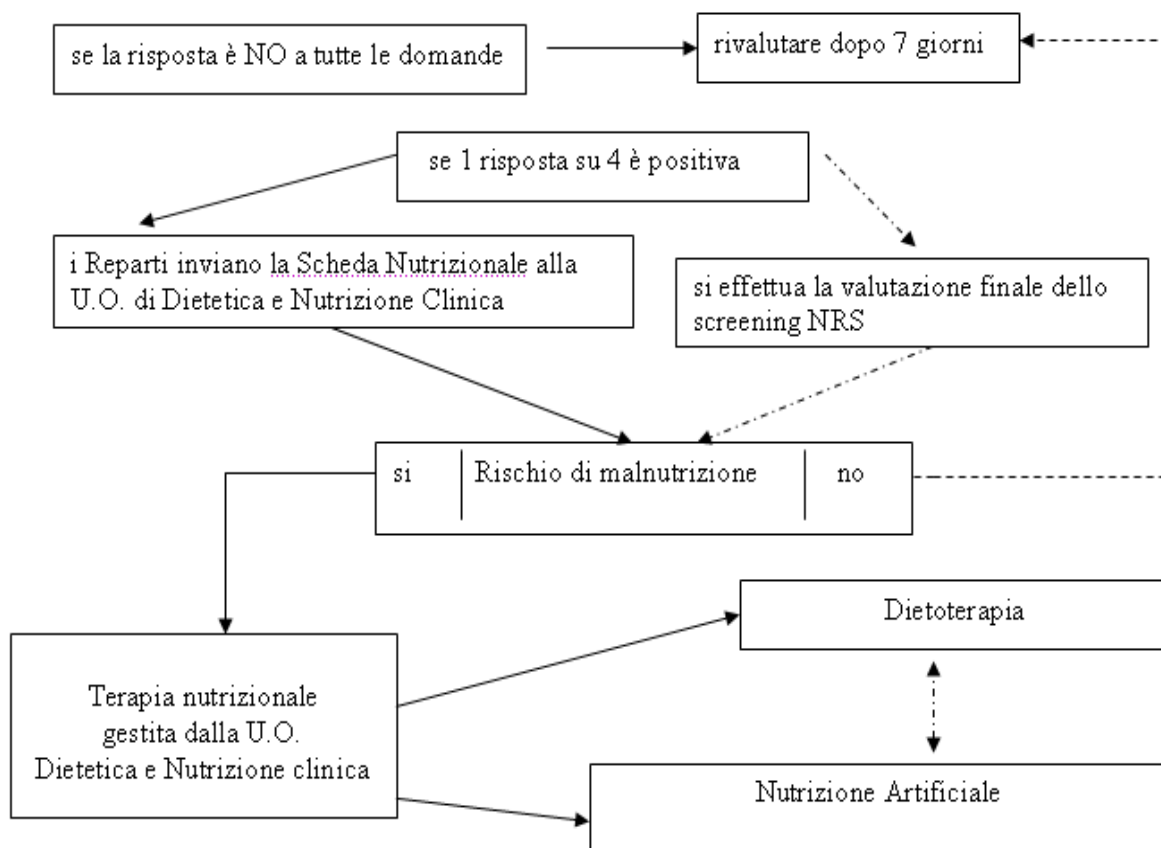 se la risposta è NO a tutte le domande
rivalutare dopo 7 giorni
se 1 risposta su 4 è positiva
i Reparti inviano la Scheda Nutrizionale alla
U.O. di Dietetica e Nutrizione Clinica
si effettua la valutazione finale dello
screening NRS
si
Rischio di malnutrizione
no
Dietoterapia
Terapia nutrizionale
gestita dalla U.O.
Dietetica e Nutrizione clinica
Nutrizione Artificiale